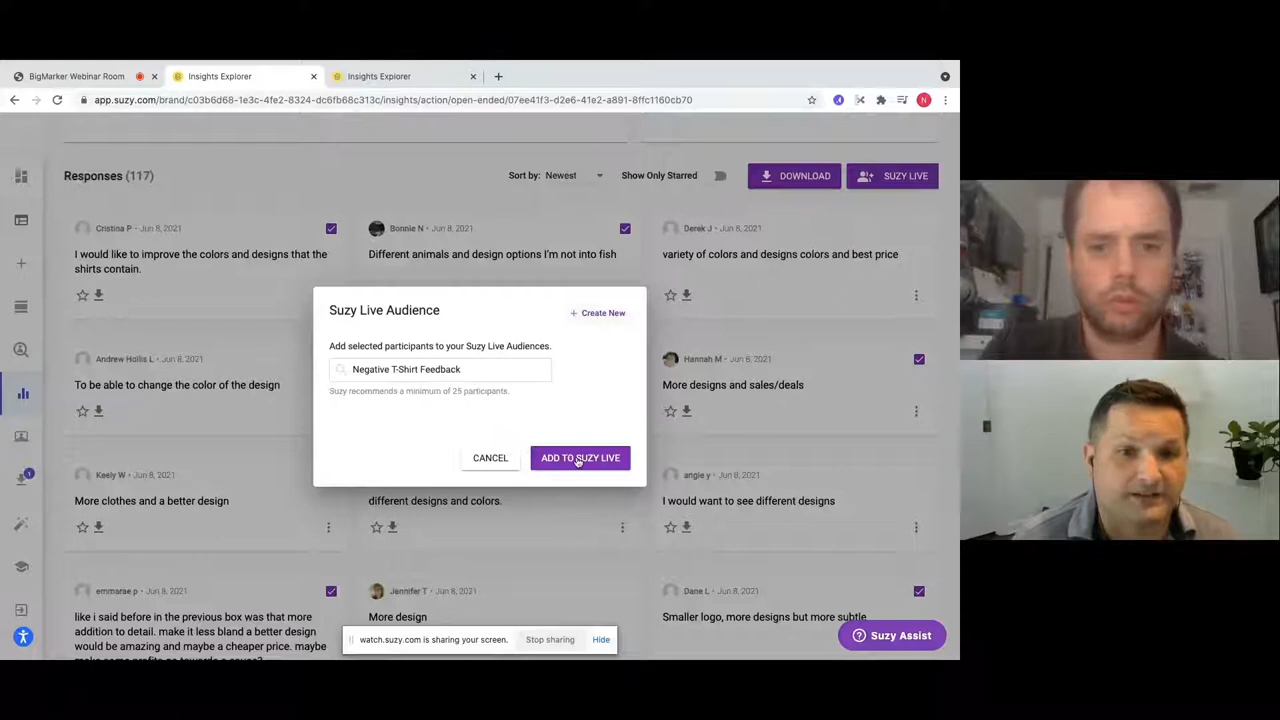 BigMarker Webinar Room
Insights Explorer
Insights Explorer
app.suzy.com/brand/c03b6d68-1e3c-4fe2-8324-dc6fb68c313c/insights/action/open-ended/07ee41f3-d2e6-41e2-a891-8ffc1160cb70
N
Responses (117)
Sort by: Newest
Show Only Starred
DOWNLOAD
SUZY LIVE
Cristina P • Jun 8, 2021
I would like to improve the colors and designs that the
shirts contain.
Bonnie N • Jun 8, 2021
Different animals and design options I'm not into fish
Derek J • Jun 8, 2021
variety of colors and designs colors and best price
Suzy Live Audience
+ Create New
Add selected participants to your Suzy Live Audiences.
Negative T-Shirt Feedback
Suzy recommends a minimum of 25 participants.
CANCEL
ADD TO SUZY LIVE
Andrew Hollis L • Jun 8, 2021
To be able to change the color of the design
Hannah M • Jun 8, 2021
More designs and sales/deals
Keely W • Jun 8, 2021
More clothes and a better design
different designs and colors.
angie y • Jun 8, 2021
I would want to see different designs
1
emmarae p • Jun 8, 2021
like i said before in the previous box was that more
addition to detail. make it less bland a better design
would be amazing and maybe a cheaper price. maybe
Jennifer T • Jun 8, 2021
More design
Dane L • Jun 8, 2021
Smaller logo, more designs but more subtle
watch.suzy.com is sharing your screen.
Stop sharing
Hide
Suzy Assist